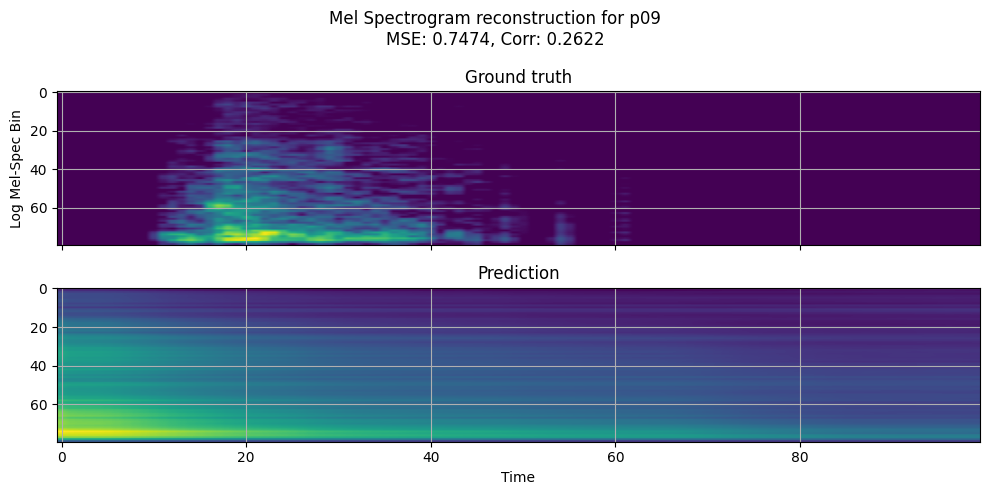 Mel Spectrogram reconstruction for p09
MSE: 0.7474, Corr: 0.2622
Ground truth
Log Mel-Spec Bin
0
20
40
60
Prediction
0
20
40
60
0 20 40 60 80
Time